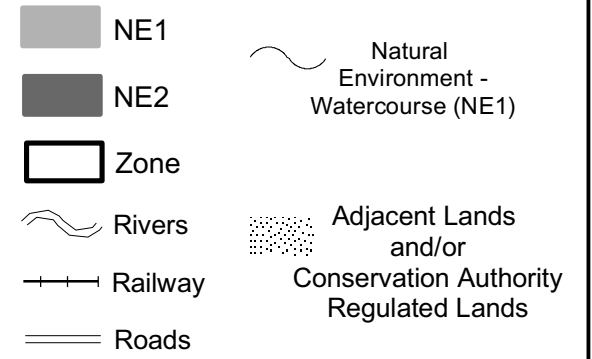 NE1
NE2
Zone
Rivers
Railway
Roads
Natural
Environment -
Watercourse (NE1)
Adjacent Lands
and/or
Conservation Authority
Regulated Lands